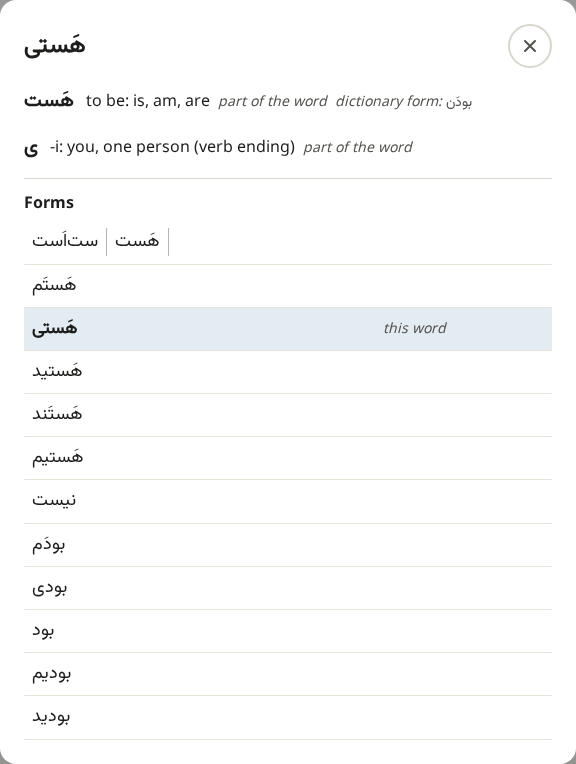 هَستی
هَست to be: is, am, are part of the word dictionary form: بودَن
ی -i: you, one person (verb ending) part of the word
Forms
ست‌اَست هَست
هَستَم
هَستی this word
هَستید
هَستَند
هَستیم
نیست
بودَم
بودی
بود
بودیم
بودید